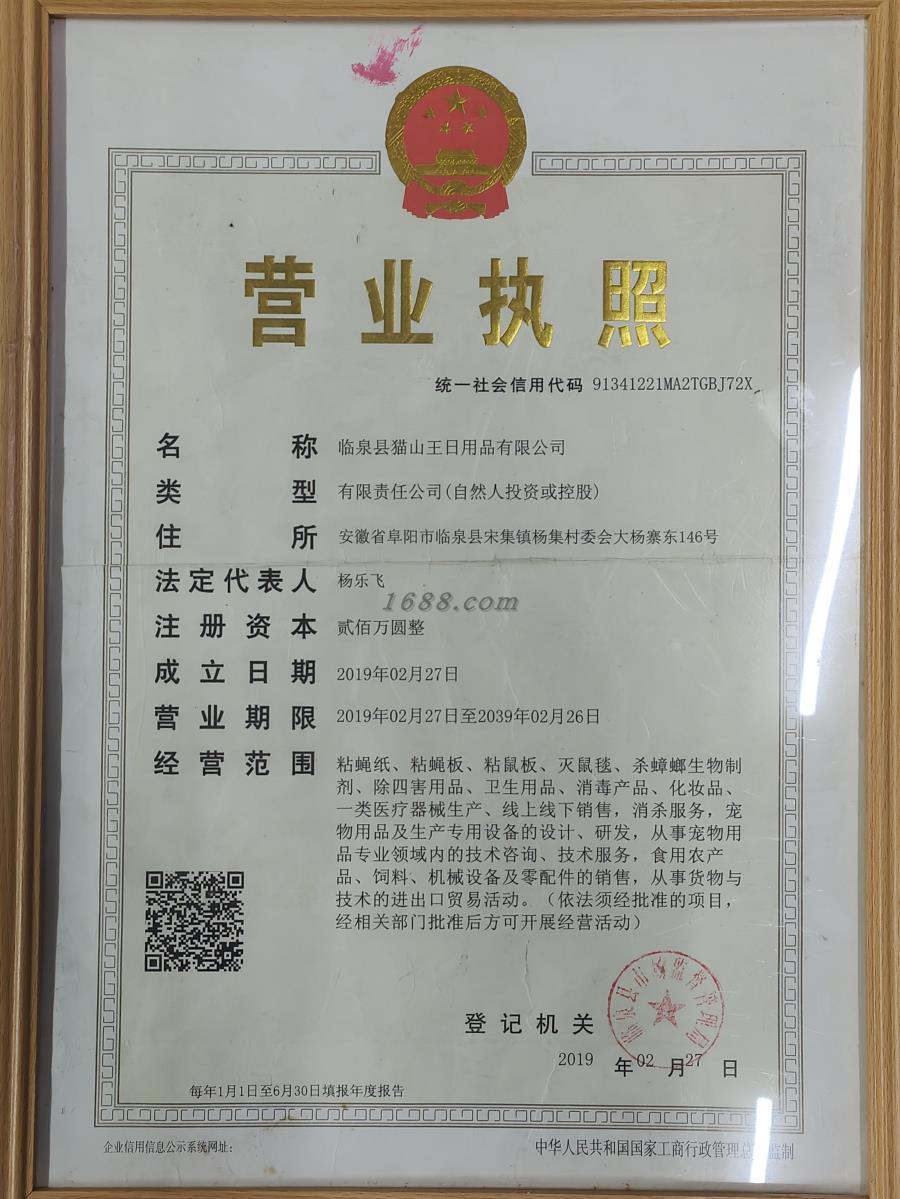 营业执照
统一社会信用代码 91341221MA2TGBJ72X
名称 临泉县猫山王日用品有限公司
类型 有限责任公司(自然人投资或控股)
住所 安徽省阜阳市临泉县宋集镇杨集村委会大杨寨东146号
法定代表人 杨乐飞
1688.com
注册资本 贰佰万圆整
成立日期 2019年02月27日
营业期限 2019年02月27日至2039年02月26日
经营范围 粘蝇纸、粘蝇板、粘鼠板、灭鼠毯、杀蟑螂生物制
剂、除四害用品、卫生用品、消毒产品、化妆品、
一类医疗器械生产、线上线下销售，消杀服务，宠
物用品及生产专用设备的设计、研发，从事宠物用
品专业领域内的技术咨询、技术服务，食用农产
品、饲料、机械设备及零配件的销售，从事货物与
技术的进出口贸易活动。（依法须经批准的项目，
经相关部门批准后方可开展经营活动）
临泉县市场监督管理局
登记机关
2019 年 02 月 27 日
每年1月1日至6月30日填报年度报告
企业信用信息公示系统网址：
中华人民共和国国家工商行政管理总局监制